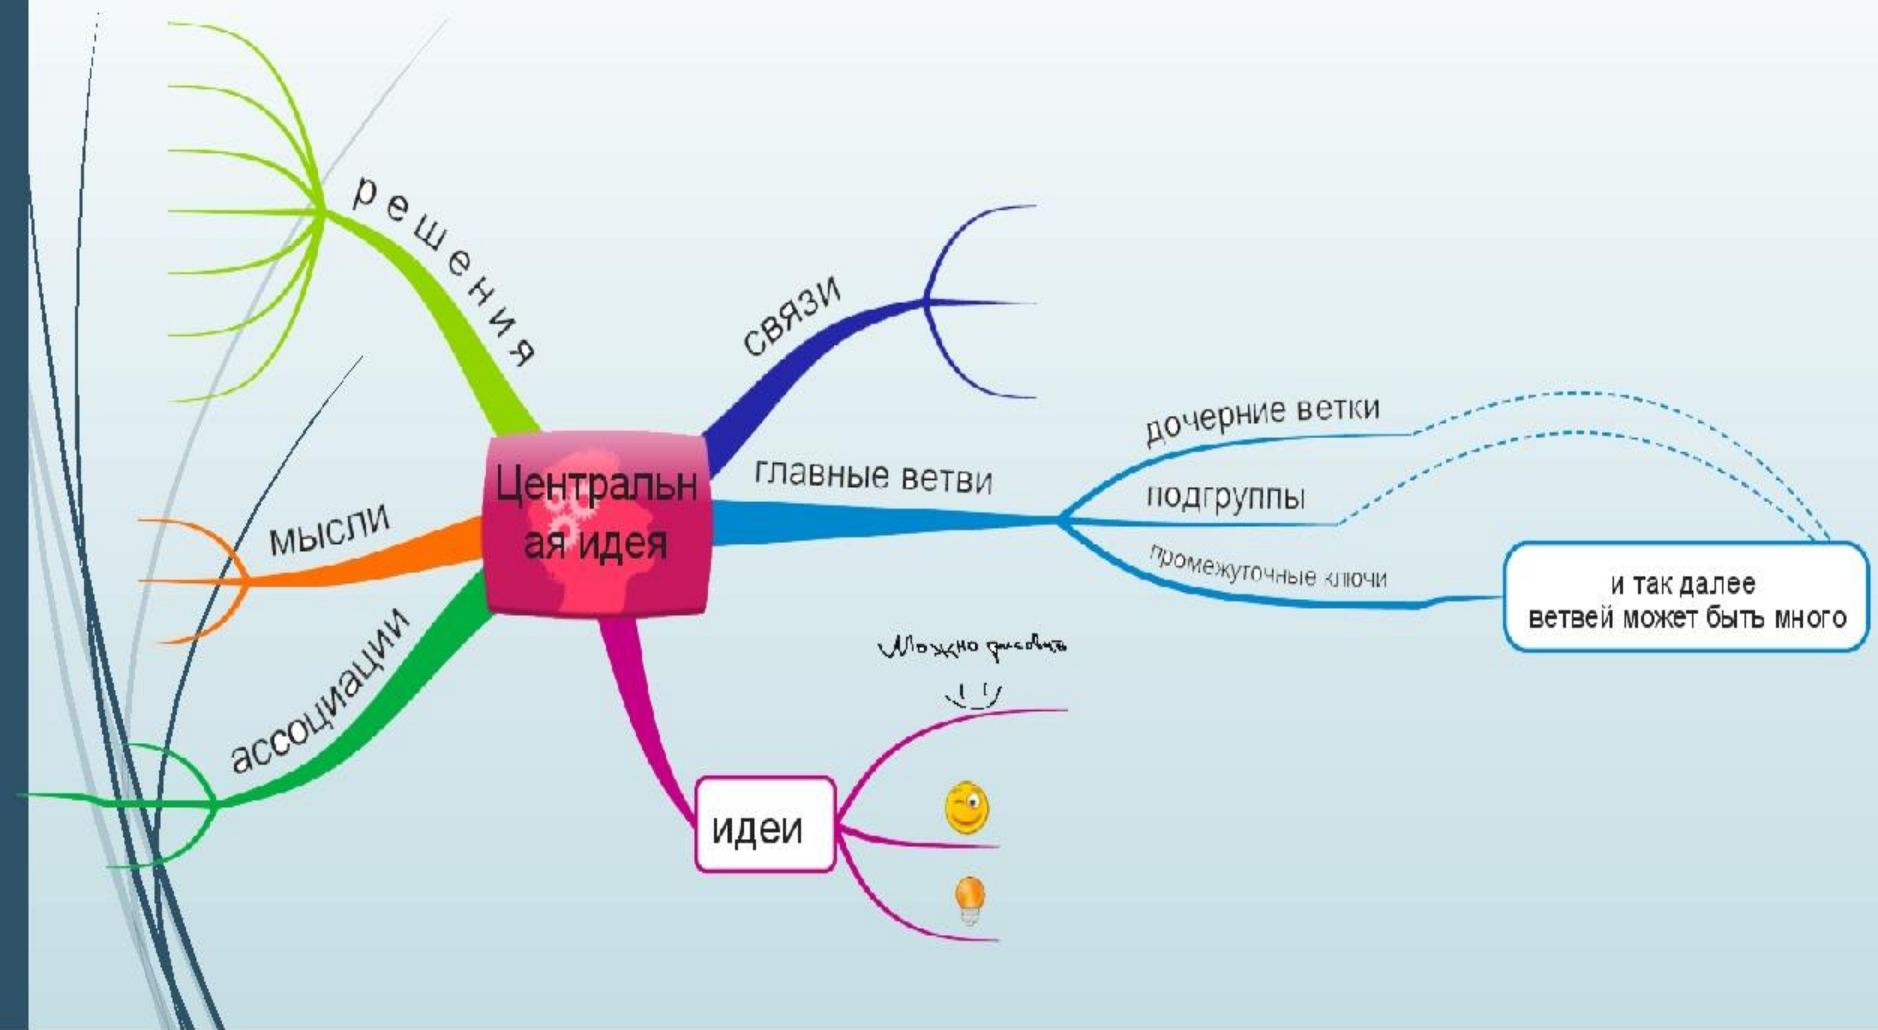 решения
связи
дочерние ветки
главные ветви
Центральн
ая идея
подгруппы
мысли
промежуточные ключи
и так далее
ветвей может быть много
ассоциации
Можно рисовать
идеи